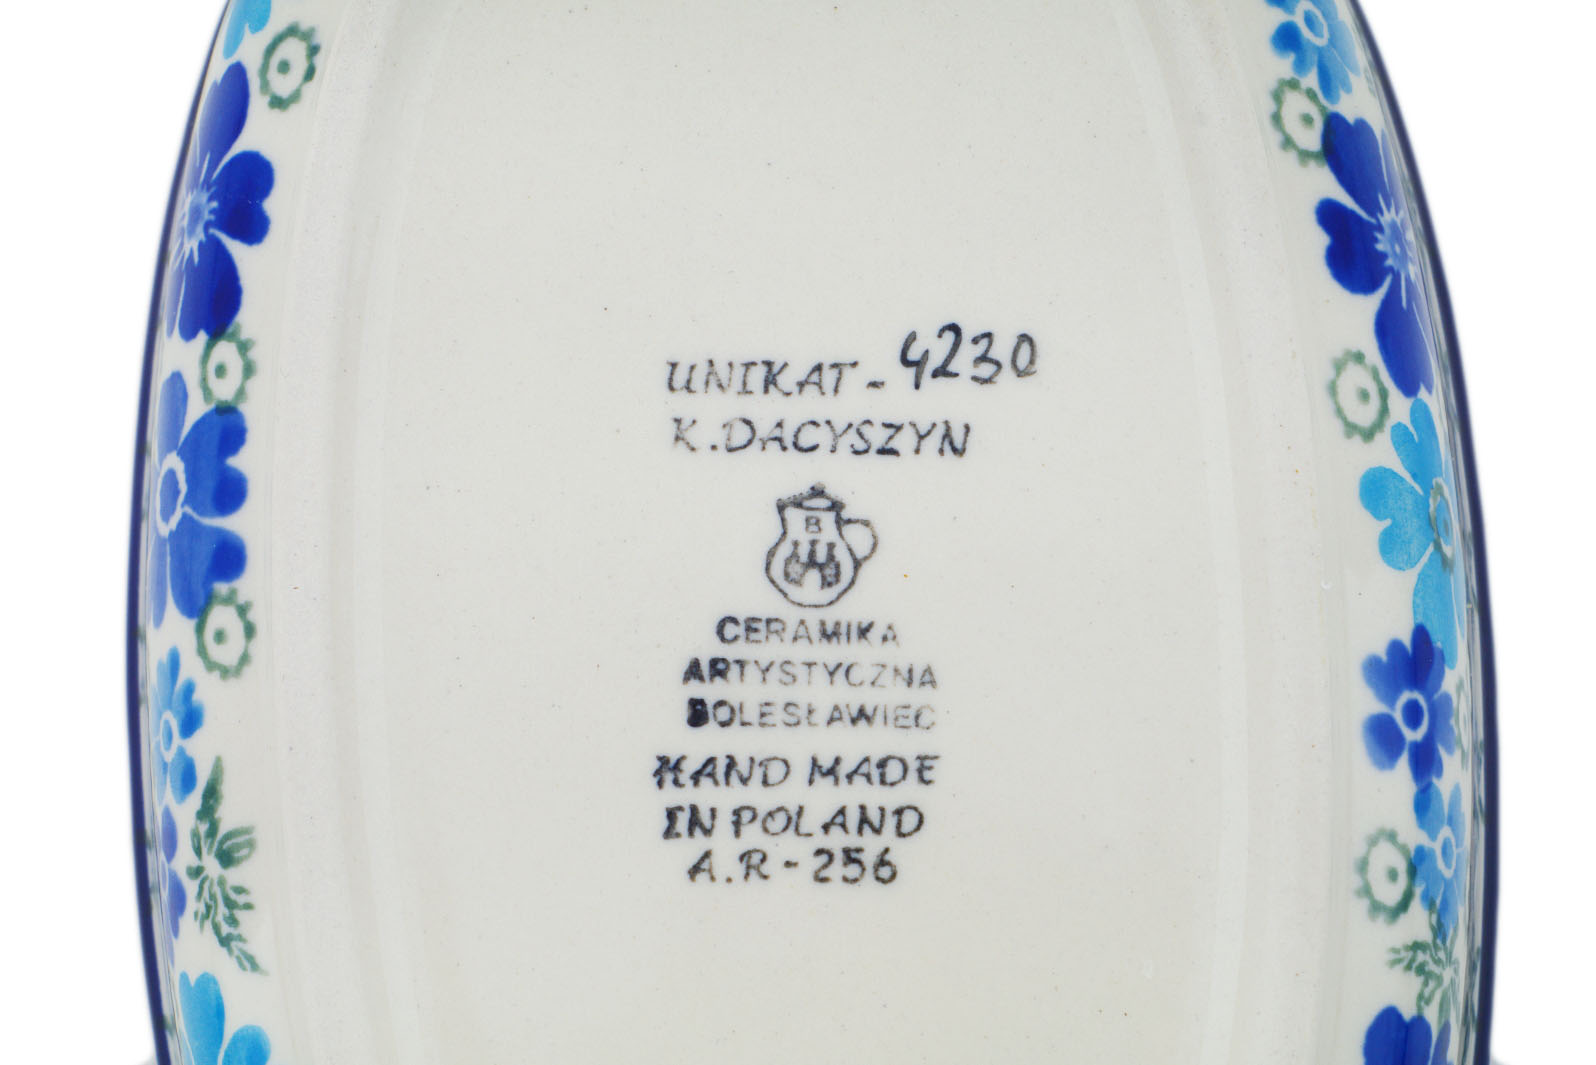 UNIKAT - 4230
K. DACYSZYN
B
CERAMIKA
ARTYSTYCZNA
BOLESŁAWIEC
HAND MADE
IN POLAND
A.R - 256